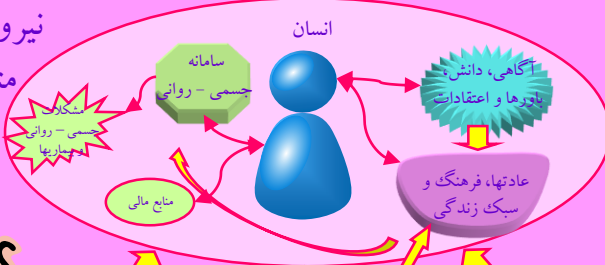 انسان
سامانه
جسمی – روانی
آگاهی، دانش،
باورها و اعتقادات
مشکلات
جسمی – روانی
و بیماریها
منابع مالی
عادتها، فرهنگ و
سبک زندگی